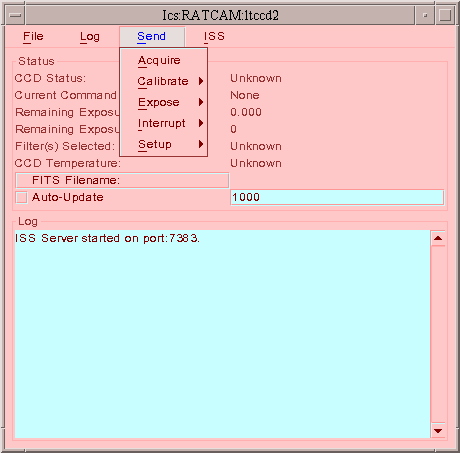 Ics:RATCAM:ltccd2
File Log Send ISS
Acquire
Calibrate
Expose
Interrupt
Setup
Status
CCD Status: Unknown
Current Command None
Remaining Exposu 0.000
Remaining Exposu 0
Filter(s) Selected: Unknown
CCD Temperature: Unknown
FITS Filename:
Auto-Update 1000
Log
ISS Server started on port:7383.